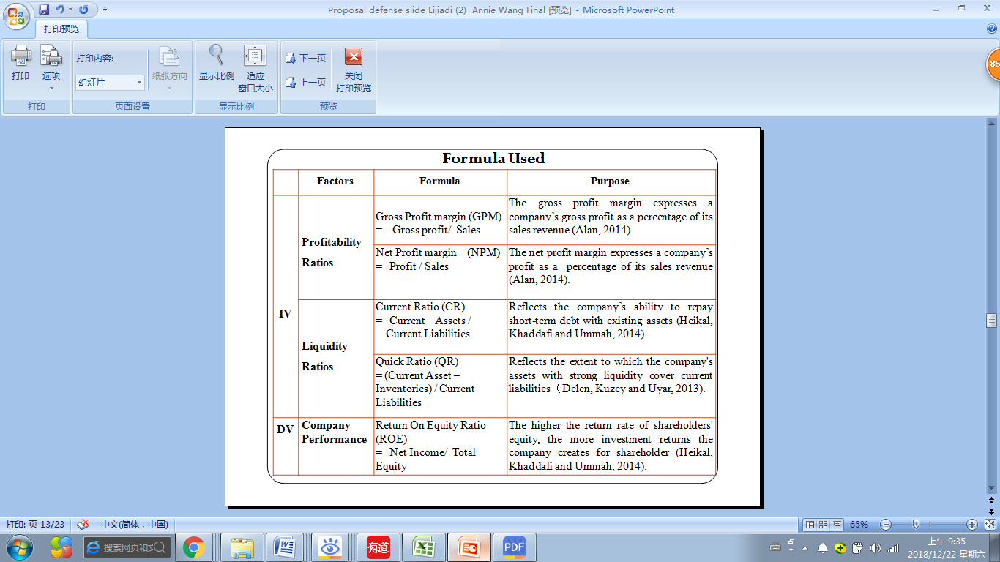 Proposal defense slide Lijiadi (2)  Annie Wang Final [预览] - Microsoft PowerPoint
打印预览
打印
选项
打印内容:
幻灯片
纸张方向
显示比例
适应
窗口大小
下一页
上一页
关闭
打印预览
打印
页面设置
显示比例
预览
85
Formula Used
Factors
Formula
Purpose
IV
Profitability
Ratios
Gross Profit margin (GPM)
= Gross profit/ Sales
The gross profit margin expresses a
company’s gross profit as a percentage of its
sales revenue (Alan, 2014).
Net Profit margin (NPM)
= Profit / Sales
The net profit margin expresses a company’s
profit as a percentage of its sales revenue
(Alan, 2014).
Liquidity
Ratios
Current Ratio (CR)
= Current Assets /
Current Liabilities
Reflects the company’s ability to repay
short-term debt with existing assets (Heikal,
Khaddafi and Ummah, 2014).
Quick Ratio (QR)
= (Current Asset –
Inventories) / Current
Liabilities
Reflects the extent to which the company's
assets with strong liquidity cover current
liabilities（Delen, Kuzey and Uyar, 2013).
DV
Company
Performance
Return On Equity Ratio
(ROE)
= Net Income/ Total
Equity
The higher the return rate of shareholders'
equity, the more investment returns the
company creates for shareholder (Heikal,
Khaddafi and Ummah, 2014).
打印: 页 13/23
中文(简体，中国)
65%
搜索网页和文
有道
PDF
上午 9:35
2018/12/22 星期六